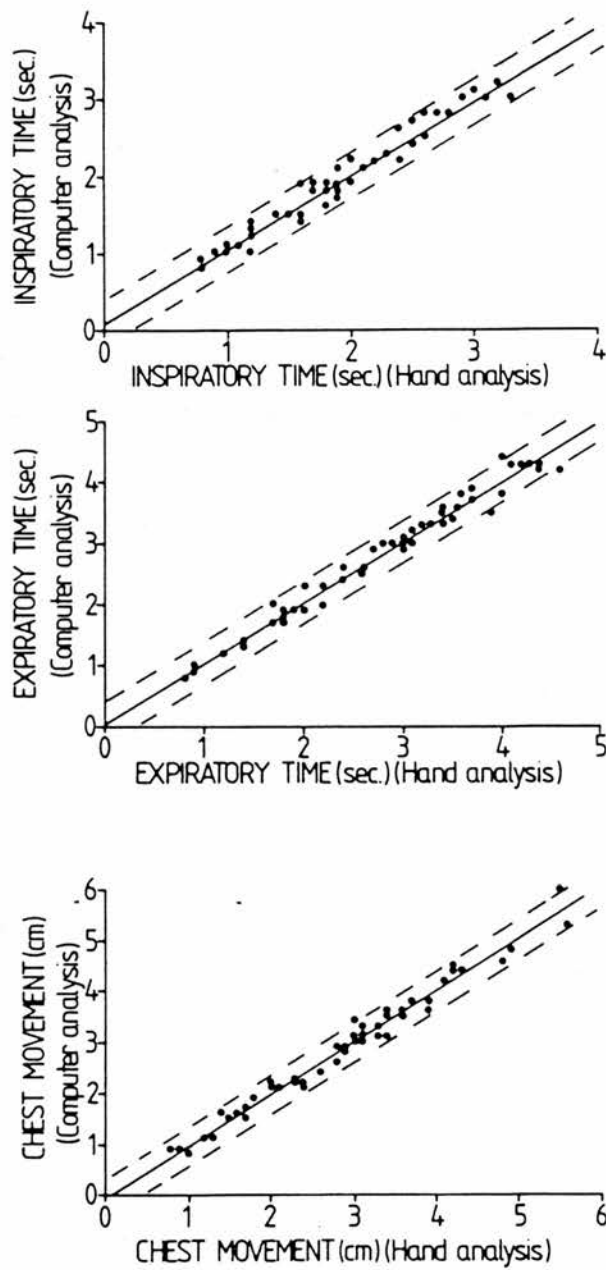 INSPIRATORY TIME (sec.)
(Computer analysis)
4
3
2
1
0
0 1 2 3 4
INSPIRATORY TIME (sec.) (Hand analysis)
EXPIRATORY TIME (sec.)
(Computer analysis)
5
4
3
2
1
0
0 1 2 3 4 5
EXPIRATORY TIME (sec.) (Hand analysis)
CHEST MOVEMENT (cm)
(Computer analysis)
6
5
4
3
2
1
0
0 1 2 3 4 5 6
CHEST MOVEMENT (cm) (Hand analysis)